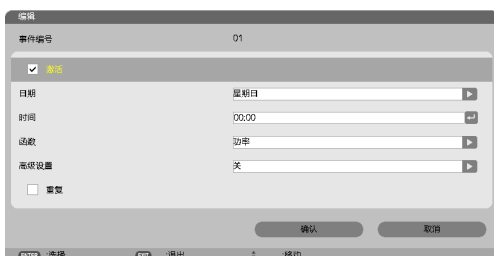 编辑
事件编号 01
激活
日期 星期日
时间 00:00
函数 功率
高级设置 关
重复
确认 取消
ENTER :选择 EXIT :退出 :移动